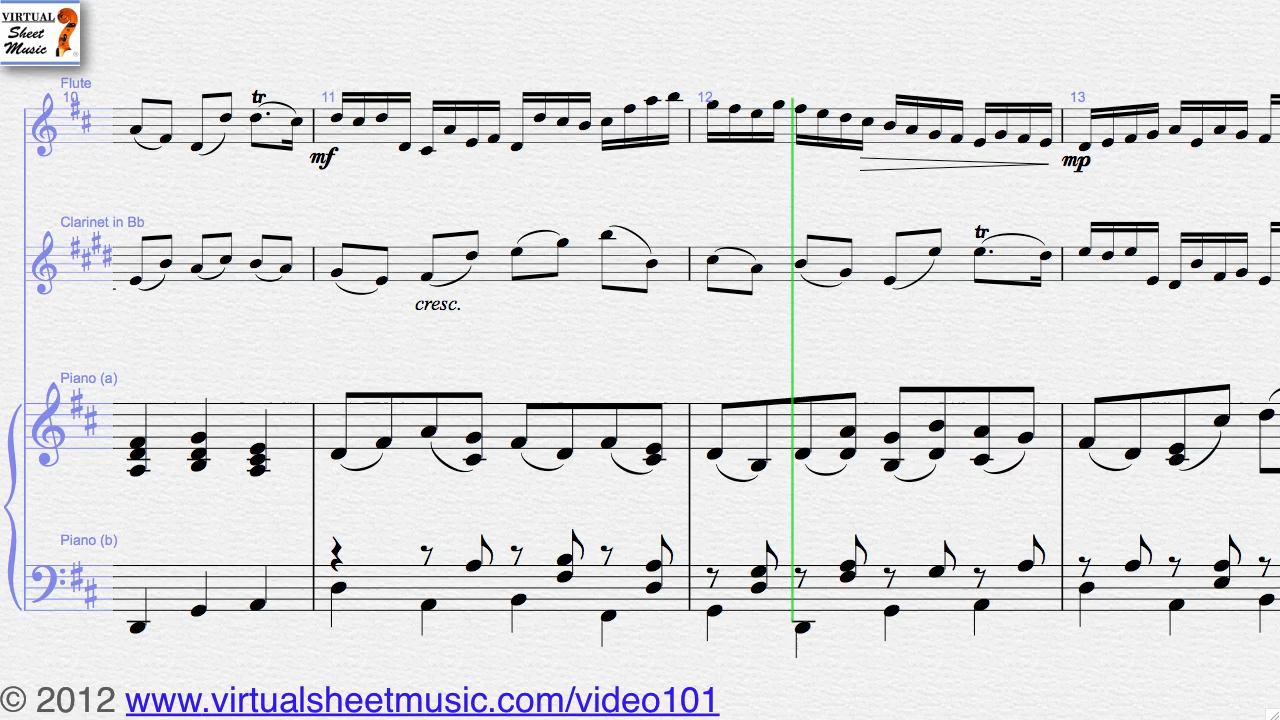 VIRTUAL
Sheet
Music
Flute
10
tr
11
12
13
mf
mp
Clarinet in Bb
tr
cresc.
Piano (a)
Piano (b)
© 2012 www.virtualsheetmusic.com/video101